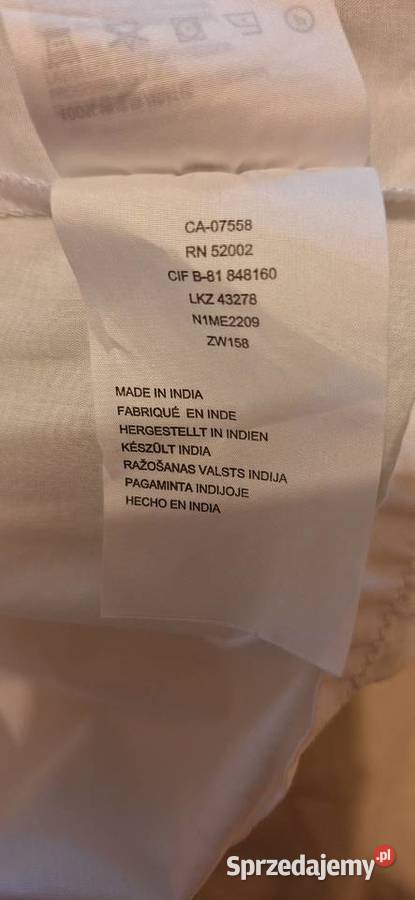 CA-07558
RN 52002
CIF B-81 848160
LKZ 43278
N1ME2209
ZW158
MADE IN INDIA
FABRIQUÉ EN INDE
HERGESTELLT IN INDIEN
KÉSZÛLT INDIA
RAŽOŠANAS VALSTS INDIJA
PAGAMINTA INDIJOJE
HECHO EN INDIA
Sprzedajemy.pl